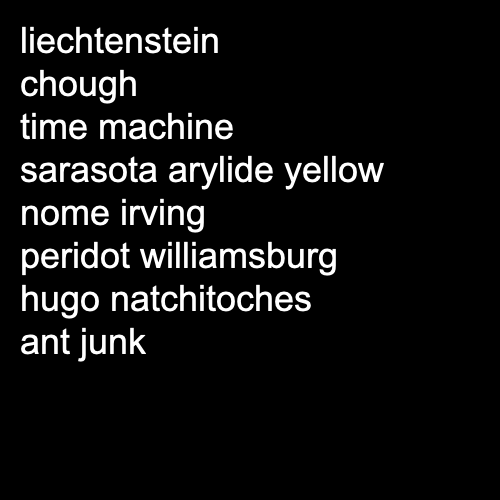 liechtenstein
chough
time machine
sarasota arylide yellow
nome irving
peridot williamsburg
hugo natchitoches
ant junk